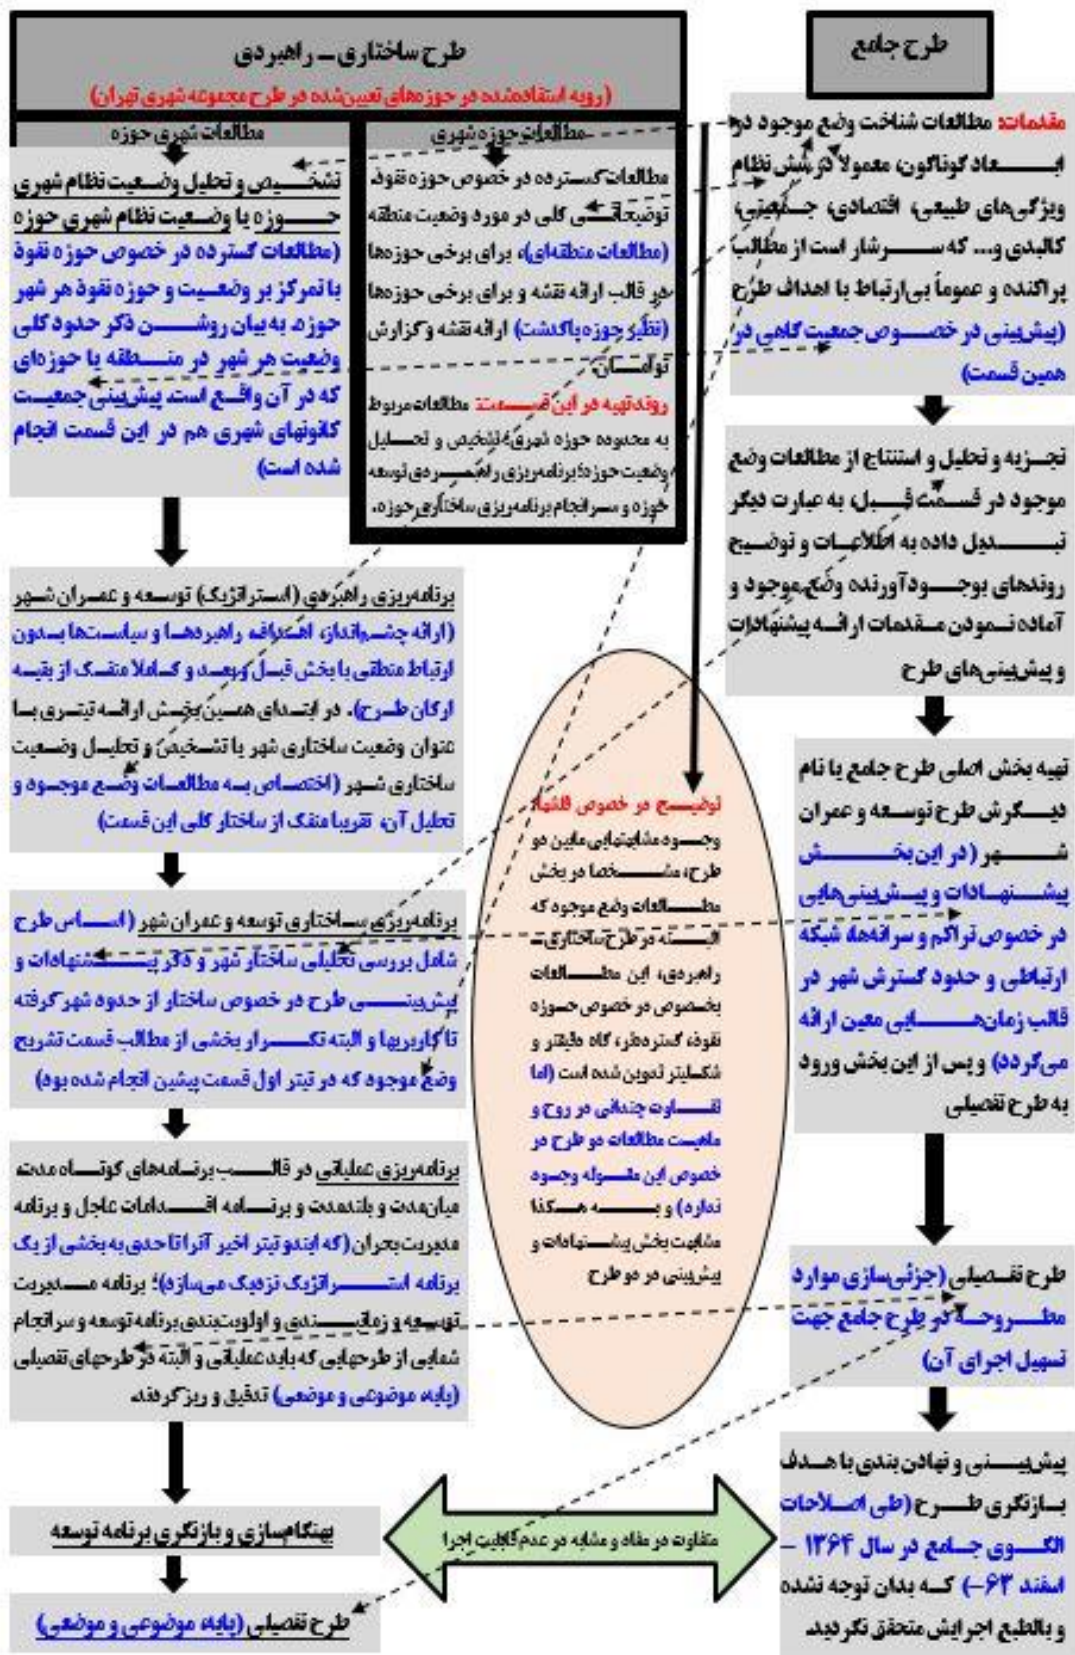 طرح جامع
مقدمات: مطالعات شناخت وضع موجود در
ابعاد گوناگون، معمولا در شش نظام
ویژگی‌های طبیعی، اقتصادی، جمعیتی،
کالبدی و... که سرشار است از مطالب
پراکنده و عموماً بی‌ارتباط با اهداف طرح
(پیش‌بینی در خصوص جمعیت گاهی در
همین قسمت)
تجزیه و تحلیل و استنتاج از مطالعات وضع
موجود در قسمت قبل، به عبارت دیگر
تبدیل داده به اطلاعات و توضیح
روندهای بوجودآورنده وضع موجود و
آماده نمودن مقدمات ارائه پیشنهادات
و پیش‌بینی‌های طرح
تهیه بخش اصلی طرح جامع یا نام
دیگرش طرح توسعه و عمران
شهر (در این بخش
پیشنهادات و پیش‌بینی‌هایی
در خصوص تراکم و سرانه‌ها، شبکه
ارتباطی و حدود گسترش شهر در
قالب زمان‌هایی معین ارائه
می‌گردد) و پس از این بخش ورود
به طرح تفصیلی
طرح تفصیلی (جزئی‌سازی موارد
مطروحه در طرح جامع جهت
تسهیل اجرای آن)
پیش‌بینی و نهادن بندی با هدف
بازنگری طرح (طی اصلاحات
الگوی جامع در سال ۱۳۶۴ –
اسفند ۶۳–) که بدان توجه نشده
و بالطبع اجرایش متحقق نگردید.
طرح ساختاری – راهبردی
(رویه استفاده‌شده در حوزه‌های تعیین‌شده در طرح مجموعه شهری تهران)
مطالعات حوزه شهری
مطالعات گسترده در خصوص حوزه نفوذ،
توضیحاتی کلی در مورد وضعیت منطقه
(مطالعات منطقه‌ای)، برای برخی حوزه‌ها
در قالب ارائه نقشه و برای برخی حوزه‌ها
(نظیر حوزه پاکدشت) ارائه نقشه و گزارش
توأمان.
روند تهیه در این قسمت: مطالعات مربوط
به محدوده حوزه شهری؛ تشخیص و تحلیل
وضعیت حوزه؛ برنامه‌ریزی راهبردی توسعه
حوزه و سرانجام برنامه‌ریزی ساختاری حوزه.
مطالعات شهری حوزه
تشخیص و تحلیل وضعیت نظام شهری
حوزه یا وضعیت نظام شهری حوزه
(مطالعات گسترده در خصوص حوزه نفوذ
با تمرکز بر وضعیت و حوزه نفوذ هر شهر
حوزه، به بیان روشن ذکر حدود کلی
وضعیت هر شهر در منطقه یا حوزه‌ای
که در آن واقع است. پیش‌بینی جمعیت
کانونهای شهری هم در این قسمت انجام
شده است)
برنامه‌ریزی راهبردی (استراتژیک) توسعه و عمران شهر
(ارائه چشم‌انداز، اهداف، راهبردها و سیاست‌ها بدون
ارتباط منطقی با بخش قبل و بعد و کاملا منفک از بقیه
ارکان طرح). در ابتدای همین بخش ارائه تیتری با
عنوان وضعیت ساختاری شهر یا تشخیص و تحلیل وضعیت
ساختاری شهر (اختصاص به مطالعات وضع موجود و
تحلیل آن، تقریبا منفک از ساختار کلی این قسمت)
برنامه‌ریزی ساختاری توسعه و عمران شهر (اساس طرح
شامل بررسی تحلیلی ساختار شهر و ذکر پیشنهادات و
پیش‌بینی طرح در خصوص ساختار از حدود شهر گرفته
تا کاربریها و البته تکرار بخشی از مطالب قسمت تشریح
وضع موجود که در تیتر اول قسمت پیشین انجام شده بود)
برنامه‌ریزی عملیاتی در قالب برنامه‌های کوتاه مدت،
میان‌مدت و بلندمدت و برنامه اقدامات عاجل و برنامه
مدیریت بحران (که ایندو تیتر اخیر آنرا تا حدی به بخشی از یک
برنامه استراتژیک نزدیک می‌سازد)؛ برنامه مدیریت
توسعه و زمانبندی و اولویت‌بندی برنامه توسعه و سرانجام
شمایی از طرحهایی که باید عملیاتی و البته در طرحهای تفصیلی
(پایه، موضوعی و موضعی) تدقیق و ریز گردند.
بهنگام‌سازی و بازنگری برنامه توسعه
طرح تفصیلی (پایه، موضوعی و موضعی)
توضیح در خصوص فلشها:
وجود مشابهتهایی مابین دو
طرح، مشخصا در بخش
مطالعات وضع موجود که
البته در طرح ساختاری –
راهبردی، این مطالعات
بخصوص در خصوص حوزه
نفوذ، گسترده‌تر، گاه دقیقتر و
شکیلتر تدوین شده است (اما
تفاوت چندانی در روح و
ماهیت مطالعات دو طرح در
خصوص این مقوله وجود
ندارد) و به هکذا
مشابهت بخش پیشنهادات و
پیش‌بینی در دو طرح
متفاوت در مفاد و مشابه در عدم قابلیت اجرا